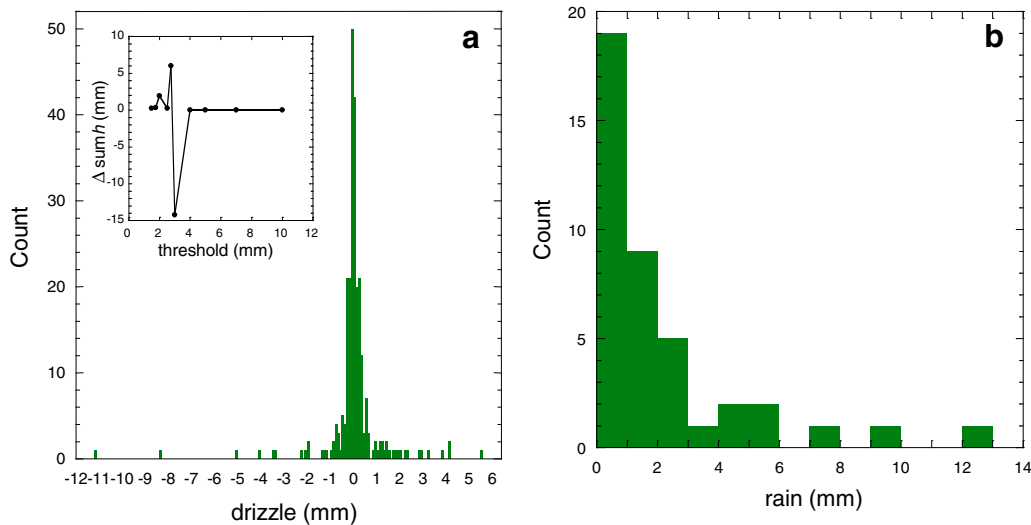 a
50
40
30
20
10
0
Count
-12 -11 -10 -9 -8 -7 -6 -5 -4 -3 -2 -1 0 1 2 3 4 5 6
drizzle (mm)
10
5
0
-5
-10
-15
Δ sumh (mm)
0 2 4 6 8 10 12
threshold (mm)
b
20
15
10
5
0
Count
0 2 4 6 8 10 12 14
rain (mm)